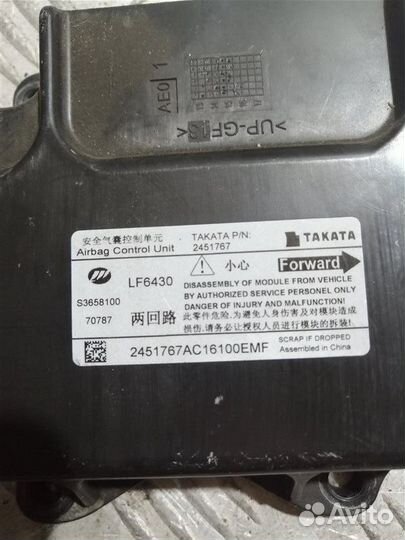 AE0 1
>UP-GF
安全气囊控制单元
Airbag Control Unit
TAKATA P/N:
2451767
TAKATA
LF6430
小心
Forward
S3658100
70787
两回路
DISASSEMBLY OF MODULE FROM VEHICLE
BY AUTHORIZED SERVICE PERSONEL ONLY
DANGER OF INJURY AND MODULE DAMAGE
此零件危险,为避免人身伤害及对模块造成
损伤,请务必让授权人员进行模块的拆装!
2451767AC16100EMF
SCRAP IF DROPPED
Assembled in China
Avito